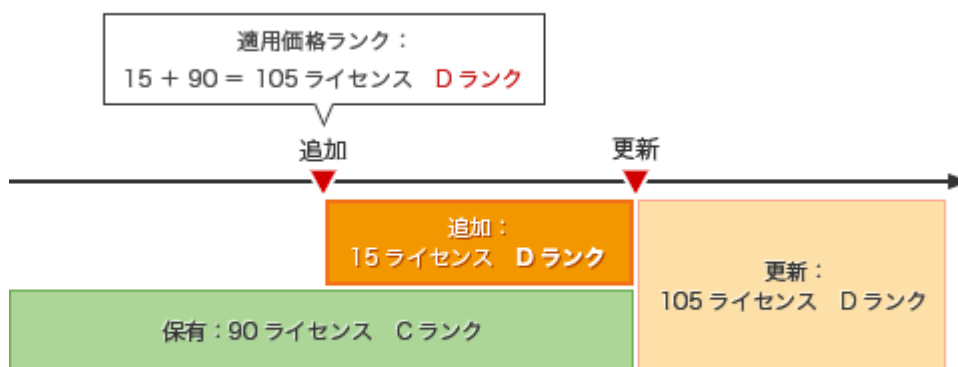 適用価格ランク：
15 + 90 = 105 ライセンス　D ランク
追加
更新
追加：
15 ライセンス　D ランク
更新：
105 ライセンス　D ランク
保有：90 ライセンス　C ランク